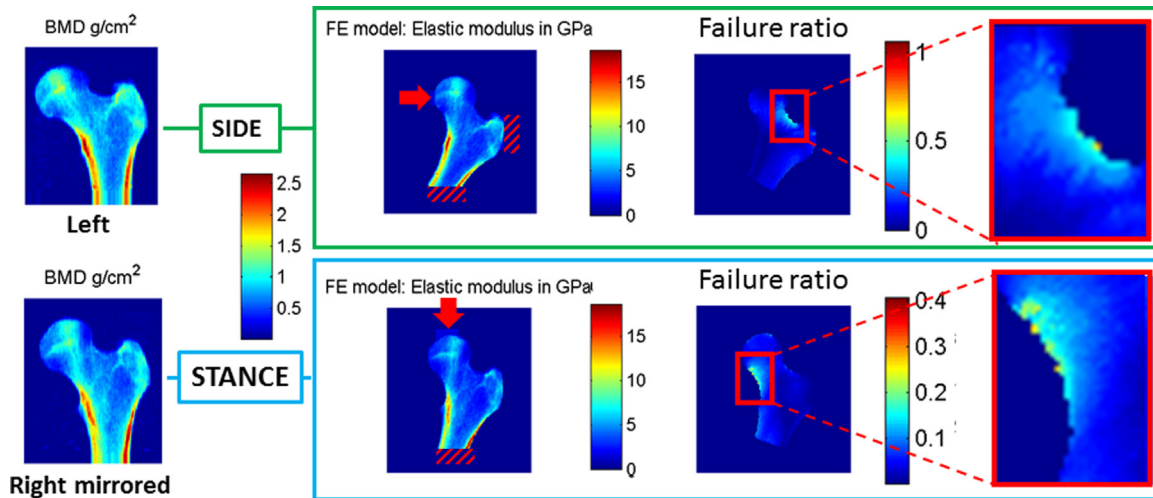 BMD g/cm²
Left
SIDE
2.5
2
1.5
1
0.5
FE model: Elastic modulus in GPa
15
10
5
0
Failure ratio
1
0.5
0
BMD g/cm²
Right mirrored
STANCE
FE model: Elastic modulus in GPa
15
10
5
0
Failure ratio
0.4
0.3
0.2
0.1